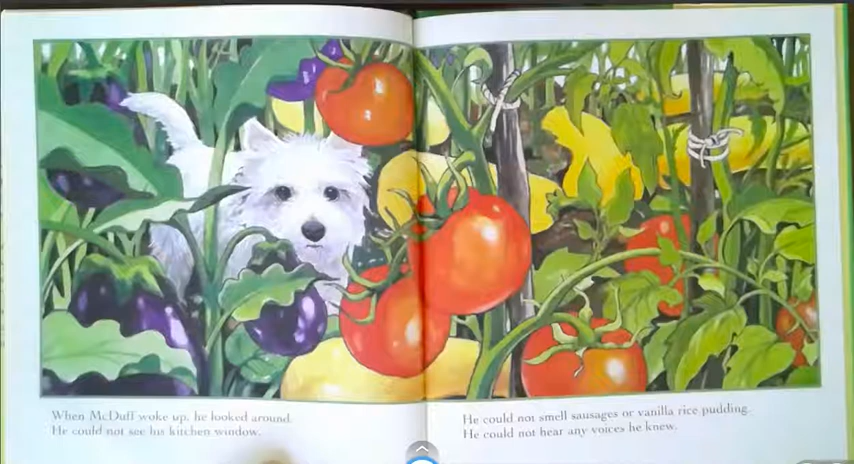 When McDuff woke up, he looked around.
He could not see his kitchen window.
He could not smell sausages or vanilla rice pudding.
He could not hear any voices he knew.